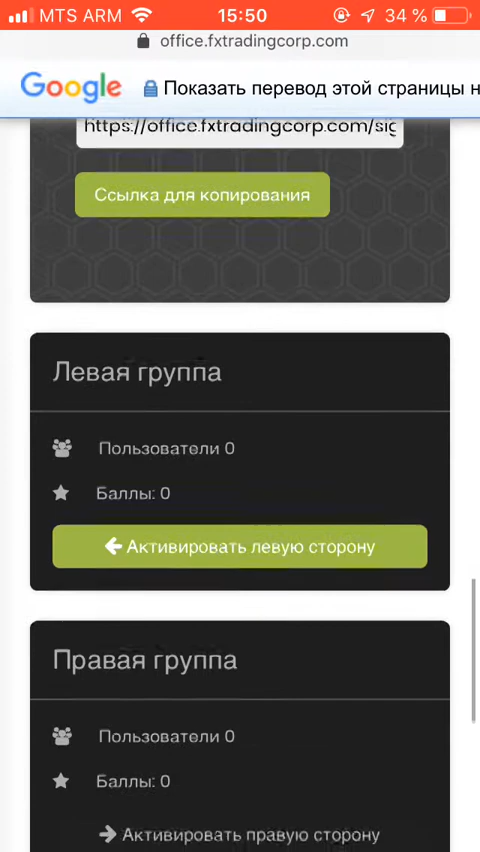 MTS ARM 15:50 34 %
office.fxtradingcorp.com
Google Показать перевод этой страницы н
https://office.fxtradingcorp.com/sig
Ссылка для копирования
Левая группа
Пользователи 0
Баллы: 0
Активировать левую сторону
Правая группа
Пользователи 0
Баллы: 0
Активировать правую сторону